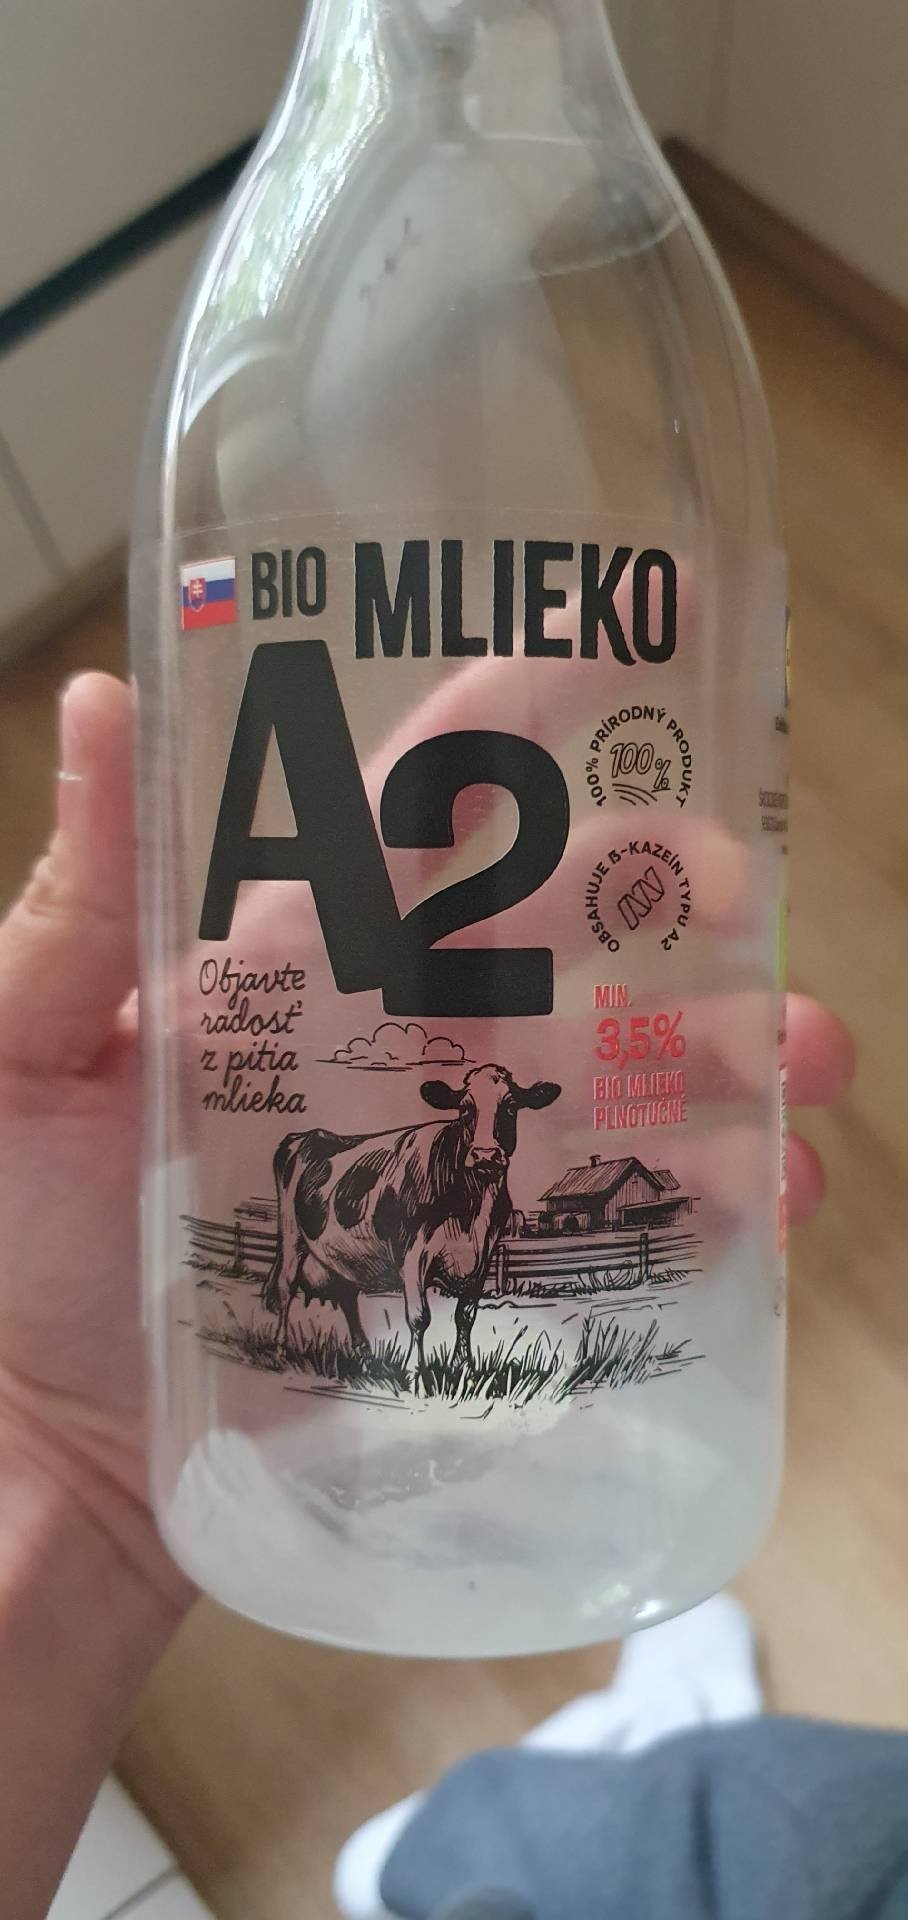 BIO MLIEKO
A2
100% PRÍRODNÝ PRODUKT
100%
OBSAHUJE ß-KAZEÍN TYPU A2
Objavte
radosť
z pitia
mlieka
MIN.
3,5%
BIO MLIEKO
PLNOTUČNÉ